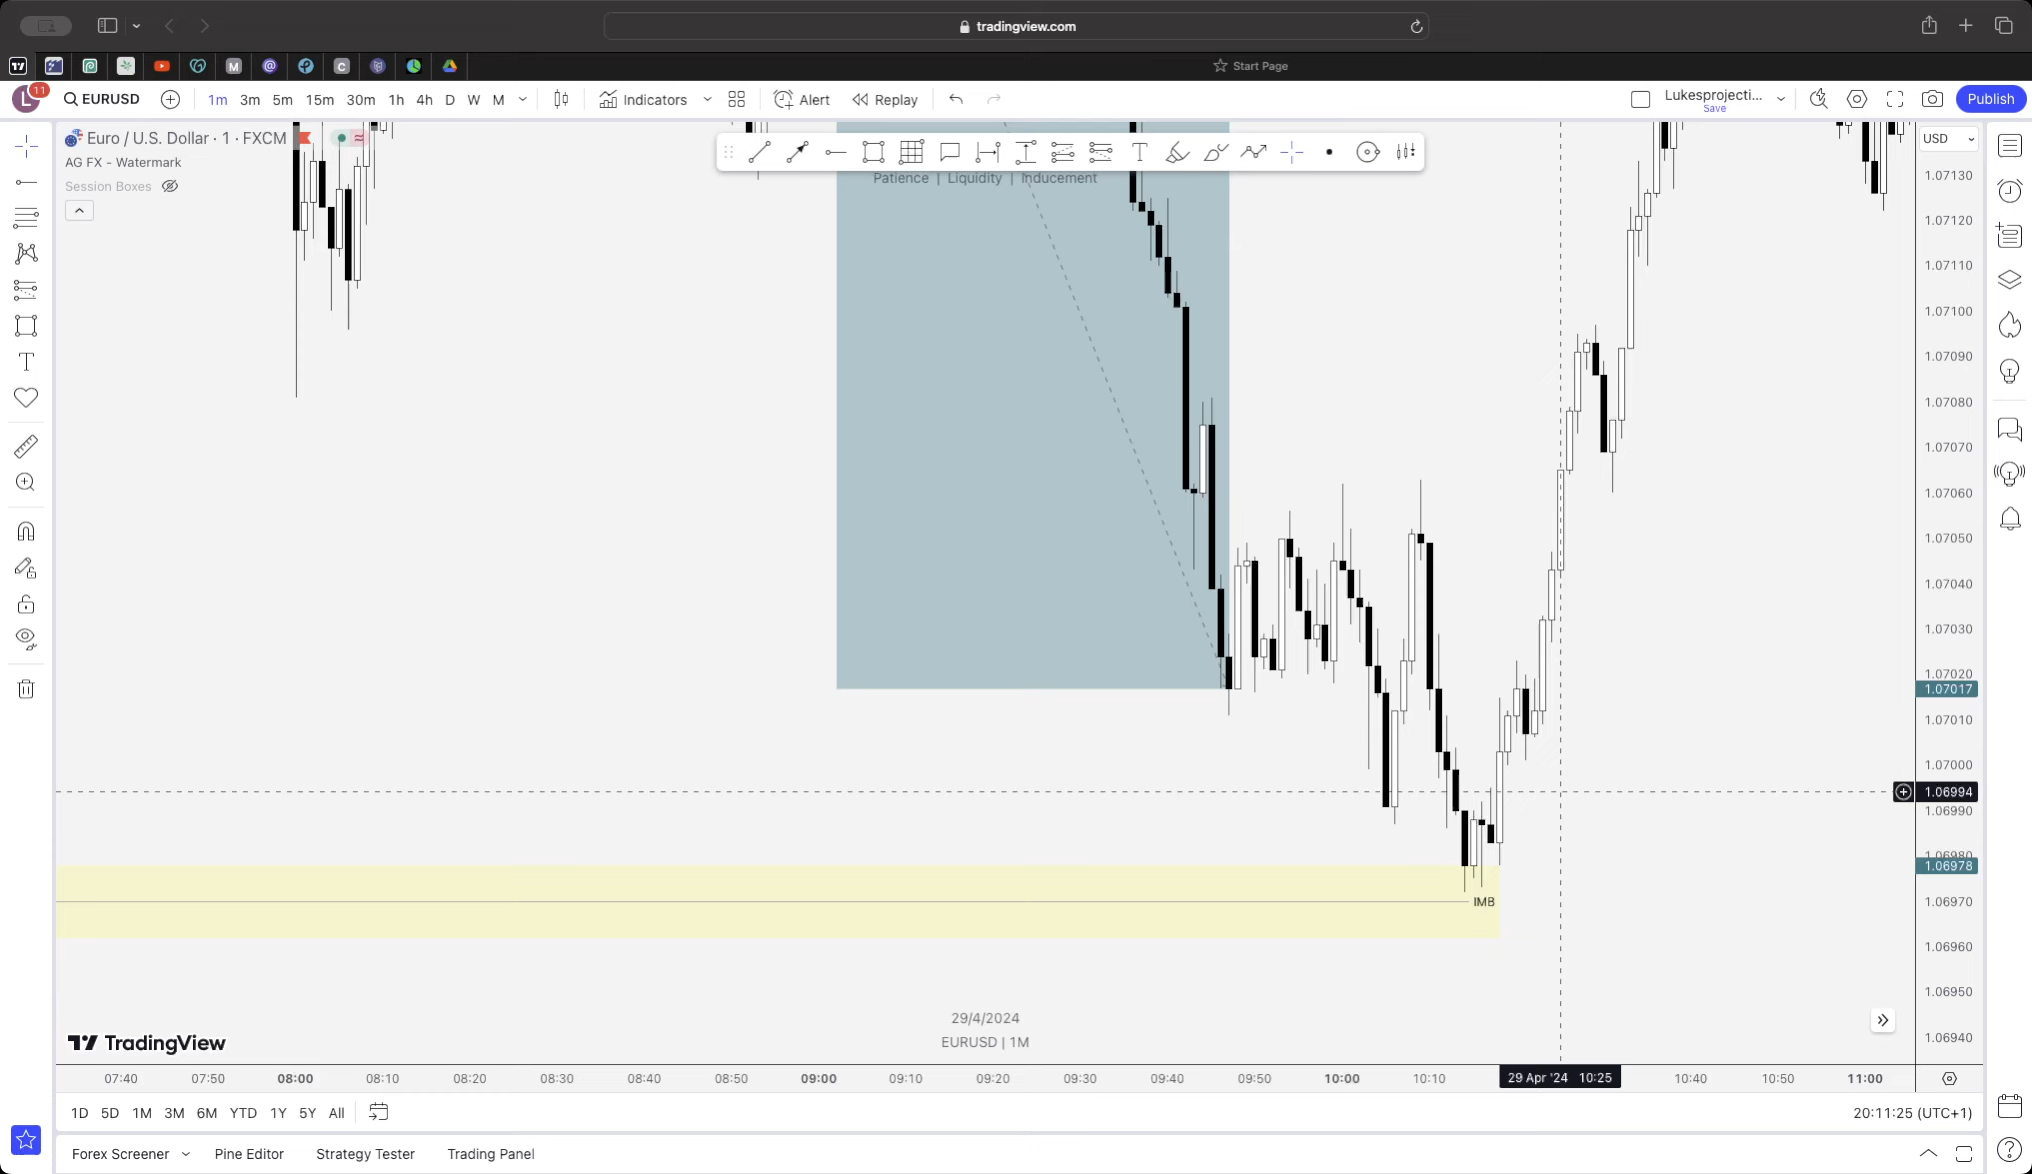 tradingview.com
Start Page
L
11
EURUSD
1m 3m 5m 15m 30m 1h 4h D W M
Indicators
Alert
Replay
Lukesprojecti...
Save
Publish
Euro / U.S. Dollar · 1 · FXCM
AG FX - Watermark
Session Boxes
Patience | Liquidity | Inducement
USD
1.07130
1.07120
1.07110
1.07100
1.07090
1.07080
1.07070
1.07060
1.07050
1.07040
1.07030
1.07020
1.07017
1.07010
1.07000
1.06994
1.06990
1.06980
1.06978
1.06970
1.06960
1.06950
1.06940
IMB
29/4/2024
EURUSD | 1M
TradingView
07:40 07:50 08:00 08:10 08:20 08:30 08:40 08:50 09:00 09:10 09:20 09:30 09:40 09:50 10:00 10:10 29 Apr '24 10:25 10:40 10:50 11:00
1D 5D 1M 3M 6M YTD 1Y 5Y All
20:11:25 (UTC+1)
Forex Screener Pine Editor Strategy Tester Trading Panel